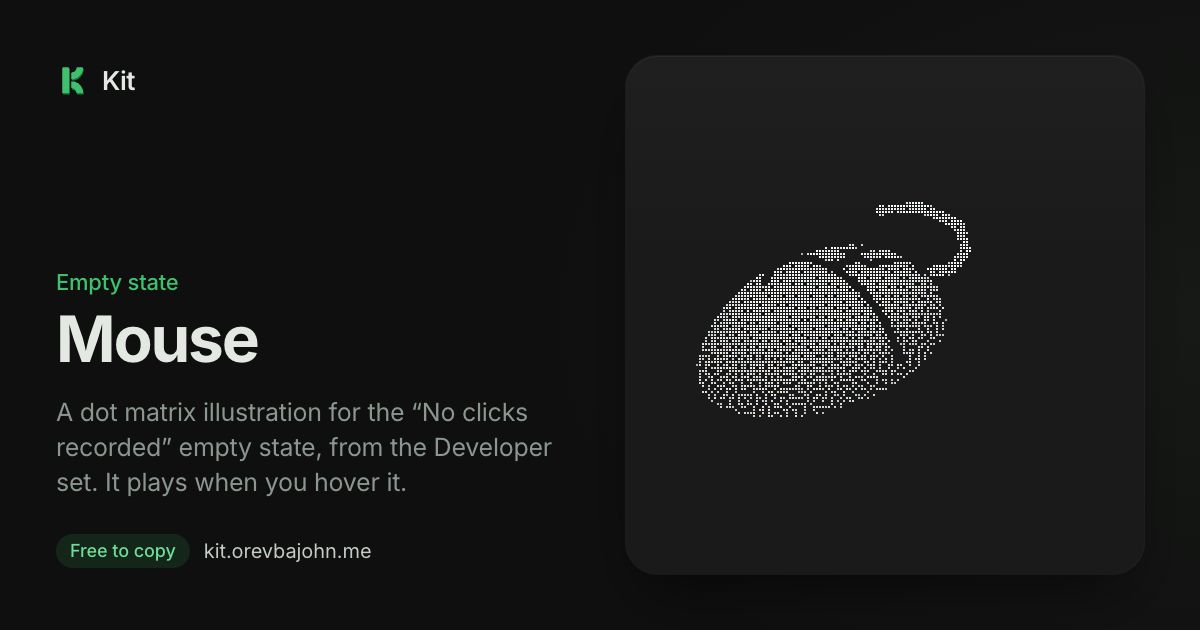 Kit
Empty state
Mouse
A dot matrix illustration for the “No clicks
recorded” empty state, from the Developer
set. It plays when you hover it.
Free to copy
kit.orevbajohn.me